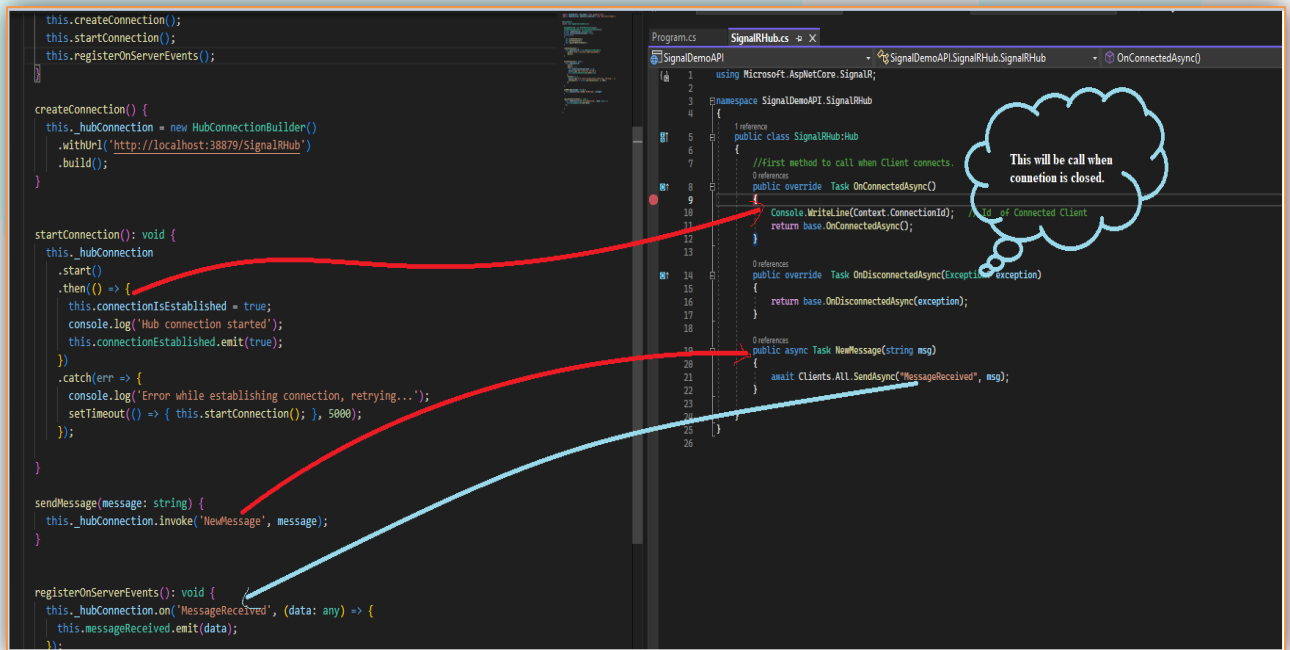 this.createConnection();
this.startConnection();
this.registerOnServerEvents();
}
createConnection() {
this._hubConnection = new HubConnectionBuilder()
.withUrl('http://localhost:38879/SignalRHub')
.build();
}
startConnection(): void {
this._hubConnection
.start()
.then(() => {
this.connectionIsEstablished = true;
console.log('Hub connection started');
this.connectionEstablished.emit(true);
})
.catch(err => {
console.log('Error while establishing connection, retrying...');
setTimeout(() => { this.startConnection(); }, 5000);
});
}
sendMessage(message: string) {
this._hubConnection.invoke('NewMessage', message);
}
registerOnServerEvents(): void {
this._hubConnection.on('MessageReceived', (data: any) => {
this.messageReceived.emit(data);
});
Program.cs SignalRHub.cs
SignalDemoAPI SignalDemoAPI.SignalRHub.SignalRHub OnConnectedAsync()
1 using Microsoft.AspNetCore.SignalR;
2
3 namespace SignalDemoAPI.SignalRHub
4 {
1 reference
5 public class SignalRHub:Hub
6 {
7 //first method to call when Client connects.
0 references
8 public override Task OnConnectedAsync()
9 {
10 Console.WriteLine(Context.ConnectionId); // Id of Connected Client
11 return base.OnConnectedAsync();
12 }
13
0 references
14 public override Task OnDisconnectedAsync(Exception exception)
15 {
16 return base.OnDisconnectedAsync(exception);
17 }
18
0 references
19 public async Task NewMessage(string msg)
20 {
21 await Clients.All.SendAsync("MessageReceived", msg);
22 }
23
24 }
25 }
26
This will be call when
connetion is closed.